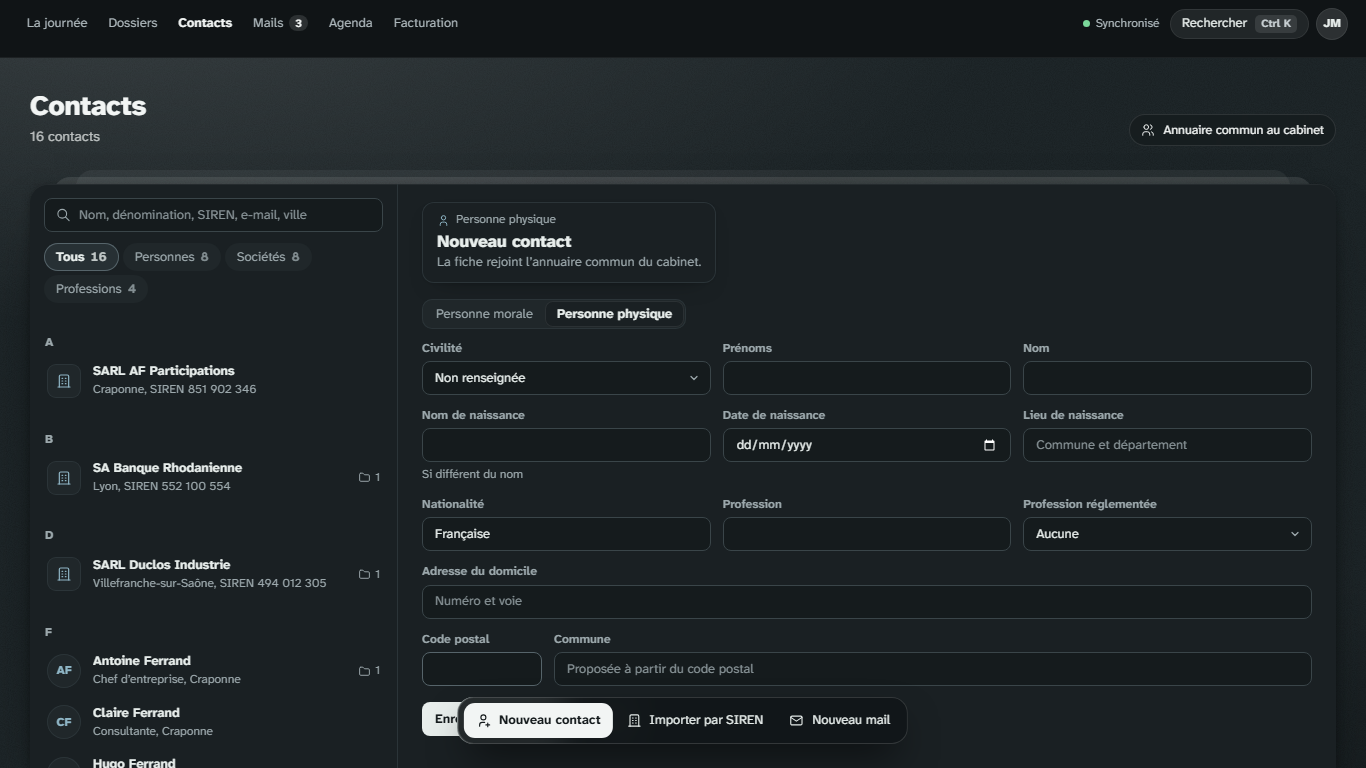 La journée
Dossiers
Contacts
Mails 3
Agenda
Facturation
Synchronisé
Rechercher Ctrl K
JM
Contacts
16 contacts
Annuaire commun au cabinet
Nom, dénomination, SIREN, e-mail, ville
Tous 16
Personnes 8
Sociétés 8
Professions 4
A
SARL AF Participations
Craponne, SIREN 851 902 346
B
SA Banque Rhodanienne
Lyon, SIREN 552 100 554
1
D
SARL Duclos Industrie
Villefranche-sur-Saône, SIREN 494 012 305
1
F
AF
Antoine Ferrand
Chef d'entreprise, Craponne
1
CF
Claire Ferrand
Consultante, Craponne
Hugo Ferrand
Personne physique
Nouveau contact
La fiche rejoint l'annuaire commun du cabinet.
Personne morale
Personne physique
Civilité
Non renseignée
Prénoms
Nom
Nom de naissance
Si différent du nom
Date de naissance
dd/mm/yyyy
Lieu de naissance
Commune et département
Nationalité
Française
Profession
Profession réglementée
Aucune
Adresse du domicile
Numéro et voie
Code postal
Commune
Proposée à partir du code postal
Nouveau contact
Importer par SIREN
Nouveau mail